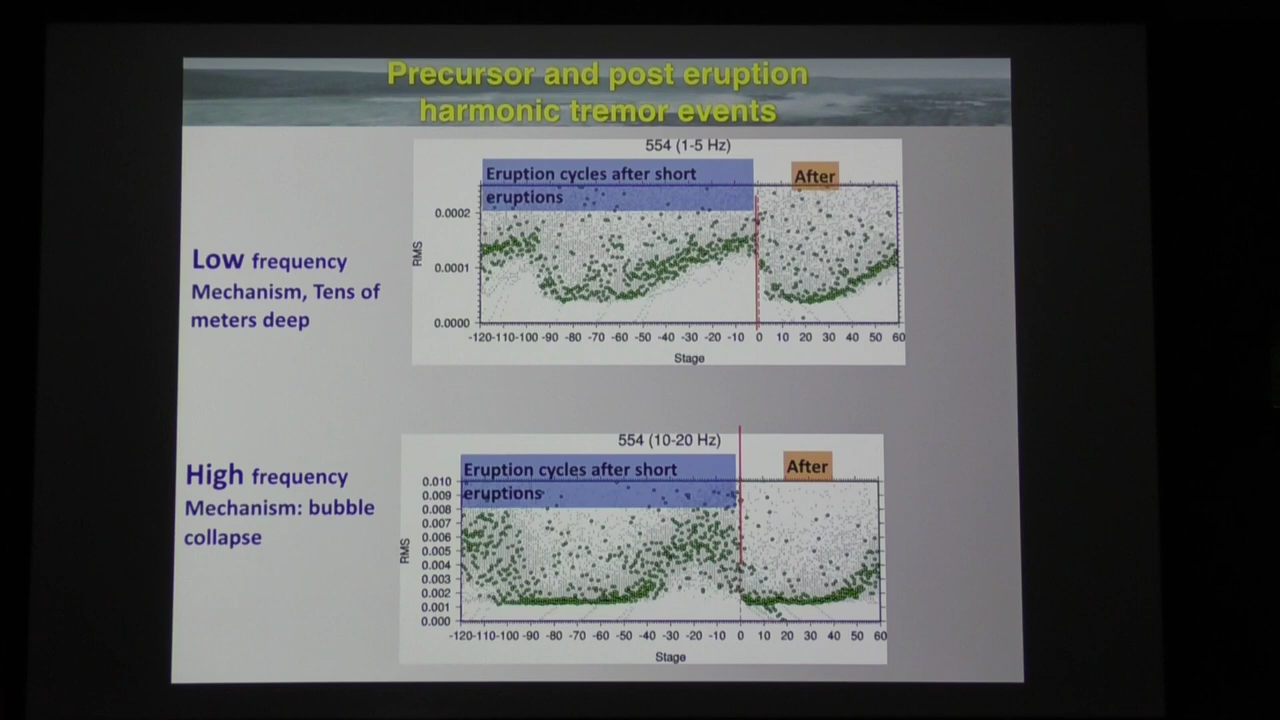 Precursor and post eruption
harmonic tremor events
554 (1-5 Hz)
Eruption cycles after short
eruptions
After
0.0002
0.0001
0.0000
RMS
-120-110-100 -90 -80 -70 -60 -50 -40 -30 -20 -10 0 10 20 30 40 50 60
Stage
Low frequency
Mechanism, Tens of
meters deep
554 (10-20 Hz)
Eruption cycles after short
eruptions
After
0.010
0.009
0.008
0.007
0.006
0.005
0.004
0.003
0.002
0.001
0.000
RMS
-120-110-100 -90 -80 -70 -60 -50 -40 -30 -20 -10 0 10 20 30 40 50 60
Stage
High frequency
Mechanism: bubble
collapse